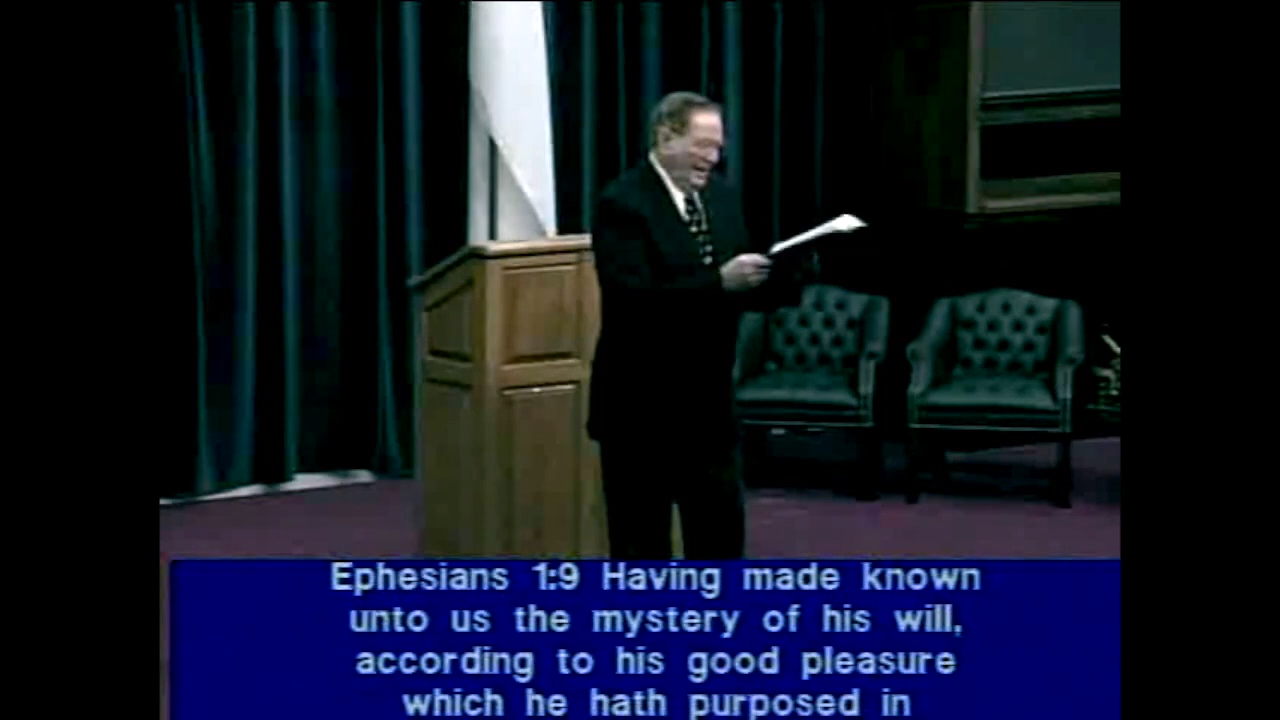 Ephesians 1:9 Having made known
unto us the mystery of his will,
according to his good pleasure
which he hath purposed in